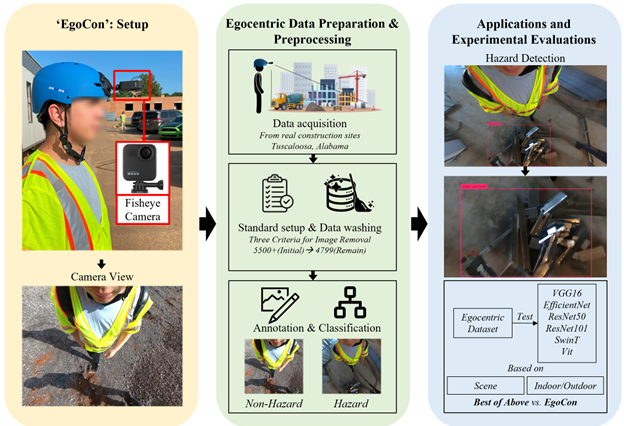 ‘EgoCon’: Setup
Fisheye
Camera
Camera View
Egocentric Data Preparation &
Preprocessing
Data acquisition
From real construction sites
Tuscaloosa, Alabama
Standard setup & Data washing
Three Criteria for Image Removal
5500+(Initial) → 4799(Remain)
Annotation & Classification
Non-Hazard
Hazard
Applications and
Experimental Evaluations
Hazard Detection
Egocentric
Dataset
Test
VGG16
EfficientNet
ResNet50
ResNet101
SwinT
Vit
Based on
Scene
Indoor/Outdoor
Best of Above vs. EgoCon